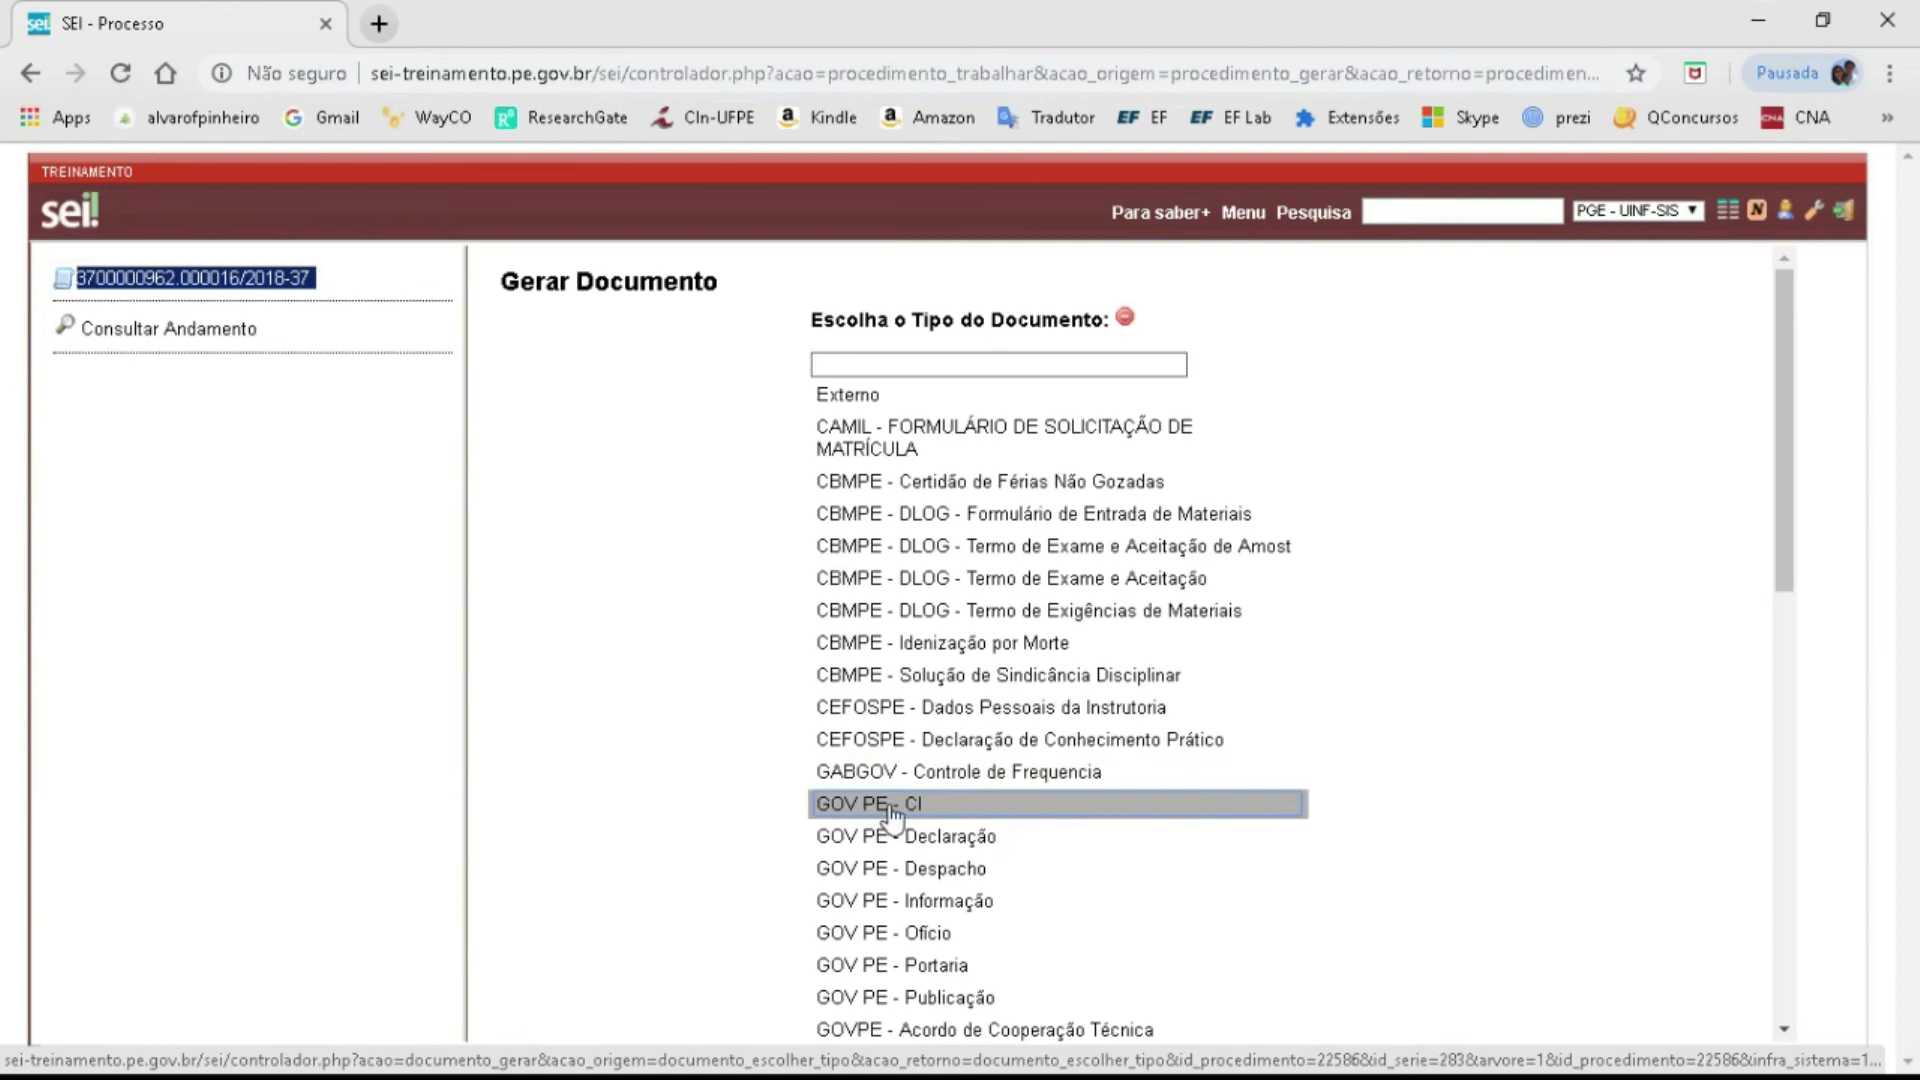 SEI - Processo
Não seguro
sei-treinamento.pe.gov.br/sei/controlador.php?acao=procedimento_trabalhar&acao_origem=procedimento_gerar&acao_retorno=procedimen...
Pausada
Apps
alvarofpinheiro
Gmail
WayCO
ResearchGate
CIn-UFPE
Kindle
Amazon
Tradutor
EF EF
EF EF Lab
Extensões
Skype
prezi
QConcursos
CNA
»
TREINAMENTO
sei!
Para saber+ Menu Pesquisa
PGE - UINF-SIS
3700000962.000016/2018-37
Consultar Andamento
Gerar Documento
Escolha o Tipo do Documento:
Externo
CAMIL - FORMULÁRIO DE SOLICITAÇÃO DE
MATRÍCULA
CBMPE - Certidão de Férias Não Gozadas
CBMPE - DLOG - Formulário de Entrada de Materiais
CBMPE - DLOG - Termo de Exame e Aceitação de Amost
CBMPE - DLOG - Termo de Exame e Aceitação
CBMPE - DLOG - Termo de Exigências de Materiais
CBMPE - Idenização por Morte
CBMPE - Solução de Sindicância Disciplinar
CEFOSPE - Dados Pessoais da Instrutoria
CEFOSPE - Declaração de Conhecimento Prático
GABGOV - Controle de Frequencia
GOV PE - CI
GOV PE - Declaração
GOV PE - Despacho
GOV PE - Informação
GOV PE - Ofício
GOV PE - Portaria
GOV PE - Publicação
GOVPE - Acordo de Cooperação Técnica
sei-treinamento.pe.gov.br/sei/controlador.php?acao=documento_gerar&acao_origem=documento_escolher_tipo&acao_retorno=documento_escolher_tipo&id_procedimento=22586&id_serie=283&arvore=1&id_procedimento=22586&infra_sistema=1...